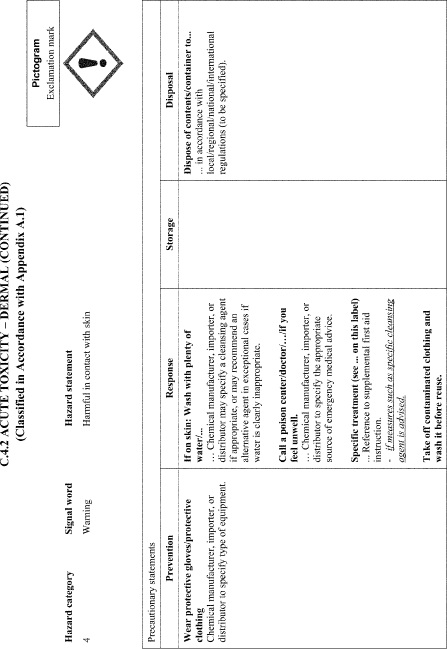 C.4.2 ACUTE TOXICITY – DERMAL (CONTINUED)
(Classified in Accordance with Appendix A.1)
Pictogram
Exclamation mark
Hazard category
Signal word
Hazard statement
4
Warning
Harmful in contact with skin
Precautionary statements
Prevention
Response
Storage
Disposal
Wear protective gloves/protective
clothing
Chemical manufacturer, importer, or
distributor to specify type of equipment.
If on skin: Wash with plenty of
water/...
... Chemical manufacturer, importer, or
distributor may specify a cleansing agent
if appropriate, or may recommend an
alternative agent in exceptional cases if
water is clearly inappropriate.
Call a poison center/doctor/…/if you
feel unwell.
... Chemical manufacturer, importer, or
distributor to specify the appropriate
source of emergency medical advice.
Specific treatment (see ... on this label)
... Reference to supplemental first aid
instruction.
- if measures such as specific cleansing
agent is advised.
Take off contaminated clothing and
wash it before reuse.
Dispose of contents/container to...
... in accordance with
local/regional/national/international
regulations (to be specified).